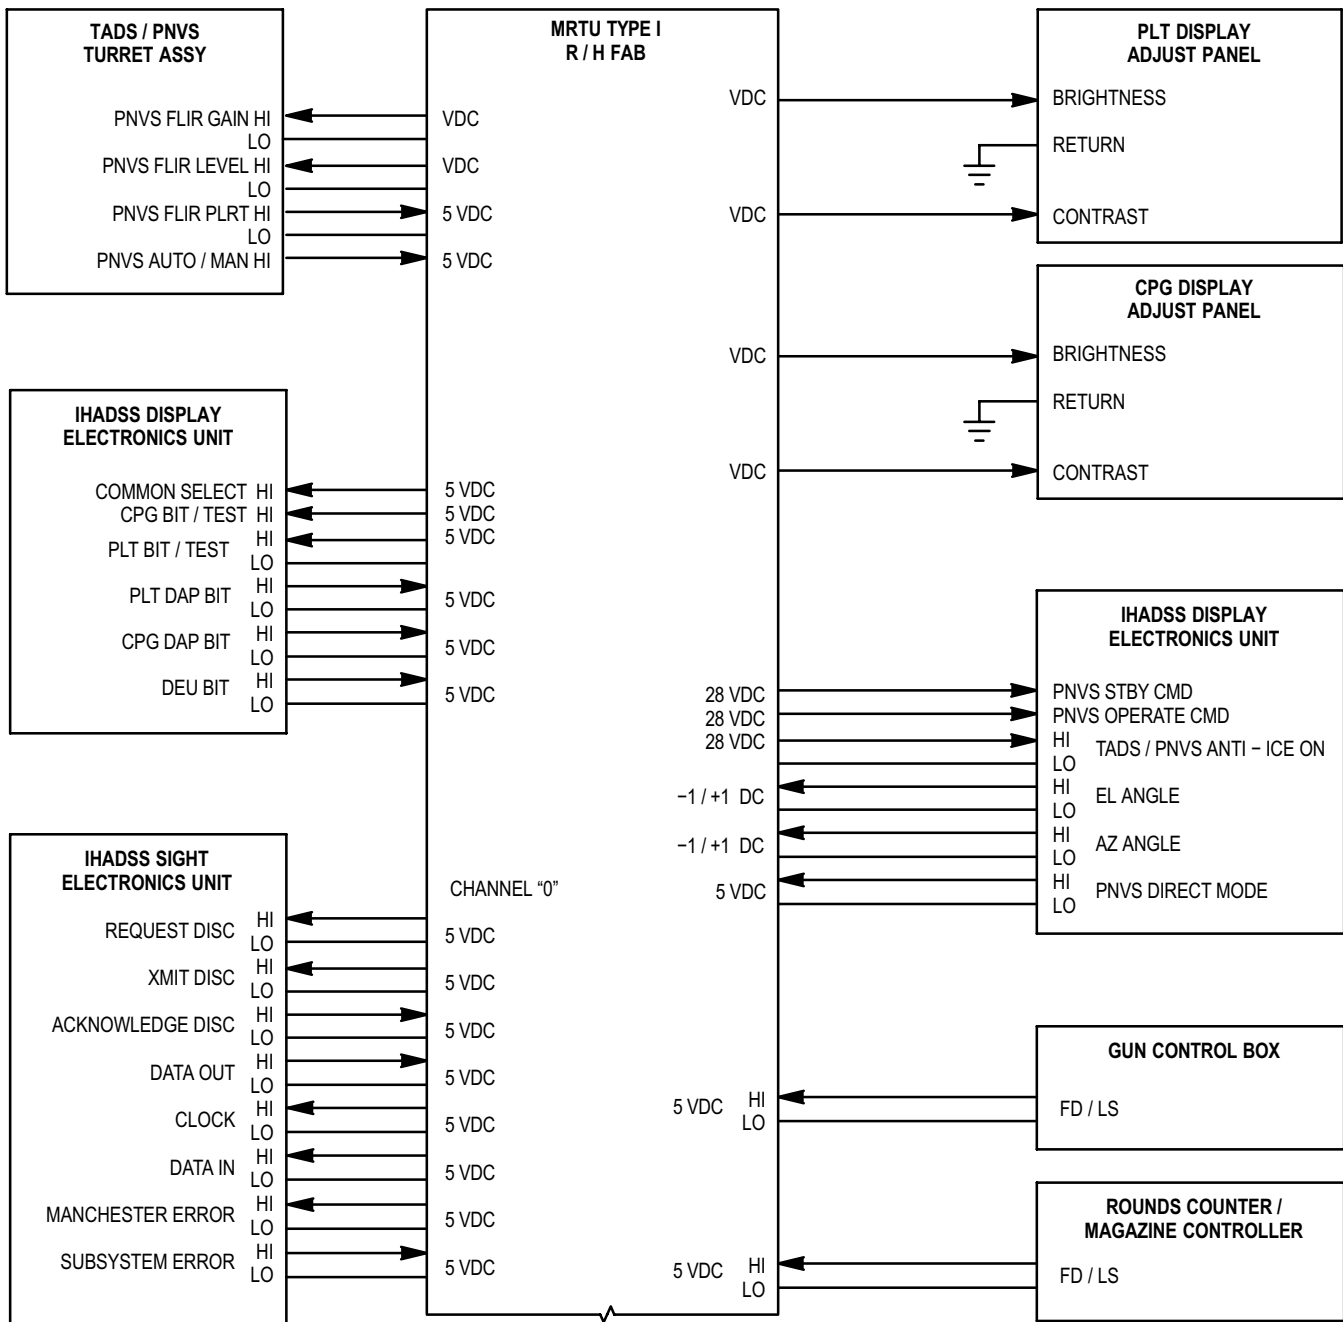 TADS / PNVS
TURRET ASSY
PNVS FLIR GAIN HI
LO
PNVS FLIR LEVEL HI
LO
PNVS FLIR PLRT HI
LO
PNVS AUTO / MAN HI
IHADSS DISPLAY
ELECTRONICS UNIT
COMMON SELECT HI
CPG BIT / TEST HI
PLT BIT / TEST HI
LO
PLT DAP BIT HI
LO
CPG DAP BIT HI
LO
DEU BIT HI
LO
IHADSS SIGHT
ELECTRONICS UNIT
REQUEST DISC HI
LO
XMIT DISC HI
LO
ACKNOWLEDGE DISC HI
LO
DATA OUT HI
LO
CLOCK HI
LO
DATA IN HI
LO
MANCHESTER ERROR HI
LO
SUBSYSTEM ERROR HI
LO
MRTU TYPE I
R / H FAB
VDC
VDC
5 VDC
5 VDC
5 VDC
5 VDC
5 VDC
5 VDC
5 VDC
5 VDC
CHANNEL “0”
5 VDC
5 VDC
5 VDC
5 VDC
5 VDC
5 VDC
5 VDC
5 VDC
VDC
VDC
VDC
VDC
28 VDC
28 VDC
28 VDC
−1 / +1 DC
−1 / +1 DC
5 VDC
5 VDC HI
LO
5 VDC HI
LO
PLT DISPLAY
ADJUST PANEL
BRIGHTNESS
RETURN
CONTRAST
CPG DISPLAY
ADJUST PANEL
BRIGHTNESS
RETURN
CONTRAST
IHADSS DISPLAY
ELECTRONICS UNIT
PNVS STBY CMD
PNVS OPERATE CMD
HI TADS / PNVS ANTI − ICE ON
LO
HI EL ANGLE
LO
HI AZ ANGLE
LO
HI PNVS DIRECT MODE
LO
GUN CONTROL BOX
FD / LS
ROUNDS COUNTER /
MAGAZINE CONTROLLER
FD / LS